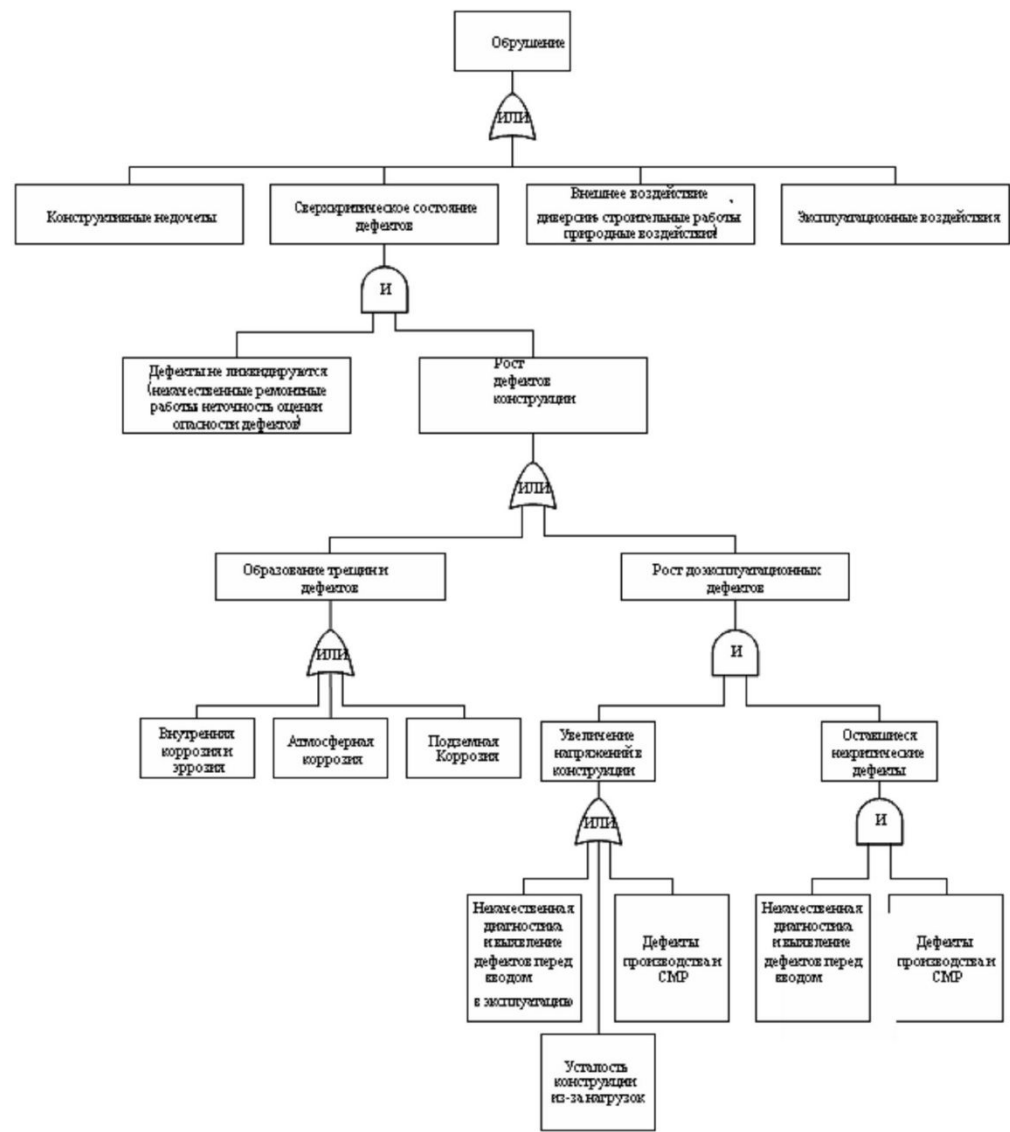 Обрушение
ИЛИ
Конструктивные недочеты
Сверхкритическое состояние
дефектов
Внешнее воздействие
диверсии, строительные работы
природные воздействия)
Эксплуатационные воздействия
И
Дефекты не ликвидируются
(некачественные ремонтные
работы, неточность оценки
опасности дефектов)
Рост
дефектов
конструкции
ИЛИ
Образование трещин и
дефектов
Рост доэксплуатационных
дефектов
ИЛИ
И
Внутренняя
коррозия и
эррозия
Атмосферная
коррозия
Подземная
Коррозия
Увеличение
напряжений в
конструкции
Оставшиеся
некритические
дефекты
ИЛИ
И
Некачественная
диагностика
и выявление
дефектов перед
вводом
в эксплуатацию
Дефекты
производства и
СМР
Некачественная
диагностика
и выявление
дефектов перед
вводом
Дефекты
производства и
СМР
Усталость
конструкции
из-за нагрузок